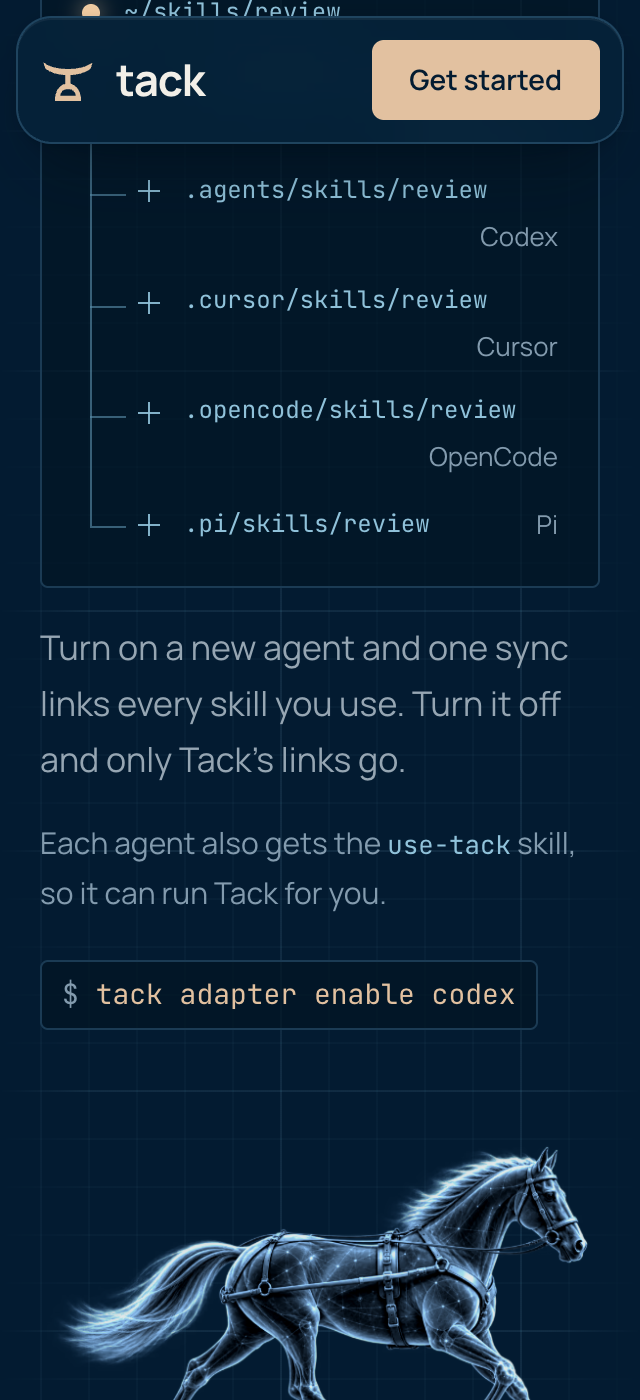 ~/skills/review
tack
Get started
.agents/skills/review
Codex
.cursor/skills/review
Cursor
.opencode/skills/review
OpenCode
.pi/skills/review Pi
Turn on a new agent and one sync
links every skill you use. Turn it off
and only Tack’s links go.
Each agent also gets the use-tack skill,
so it can run Tack for you.
$ tack adapter enable codex